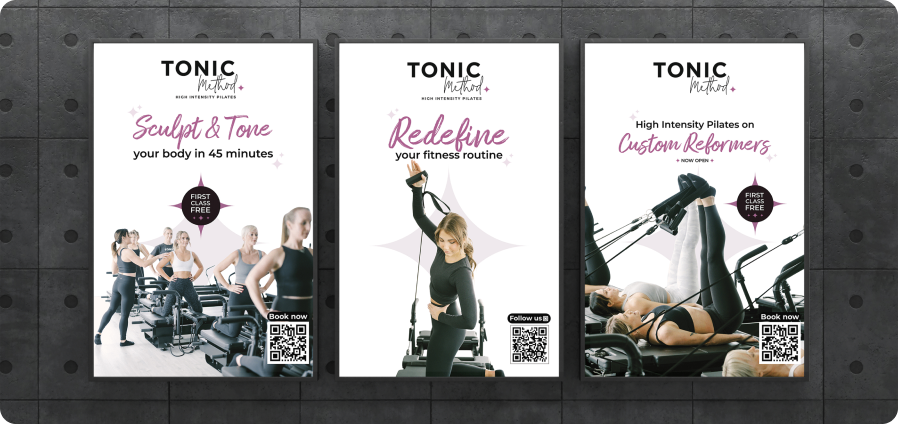 TONIC
Method
HIGH INTENSITY PILATES
Sculpt & Tone
your body in 45 minutes
FIRST
CLASS
FREE
Book now
TONIC
Method
HIGH INTENSITY PILATES
Redefine
your fitness routine
Follow us
TONIC
Method
High Intensity Pilates on
Custom Reformers
NOW OPEN
FIRST
CLASS
FREE
Book now